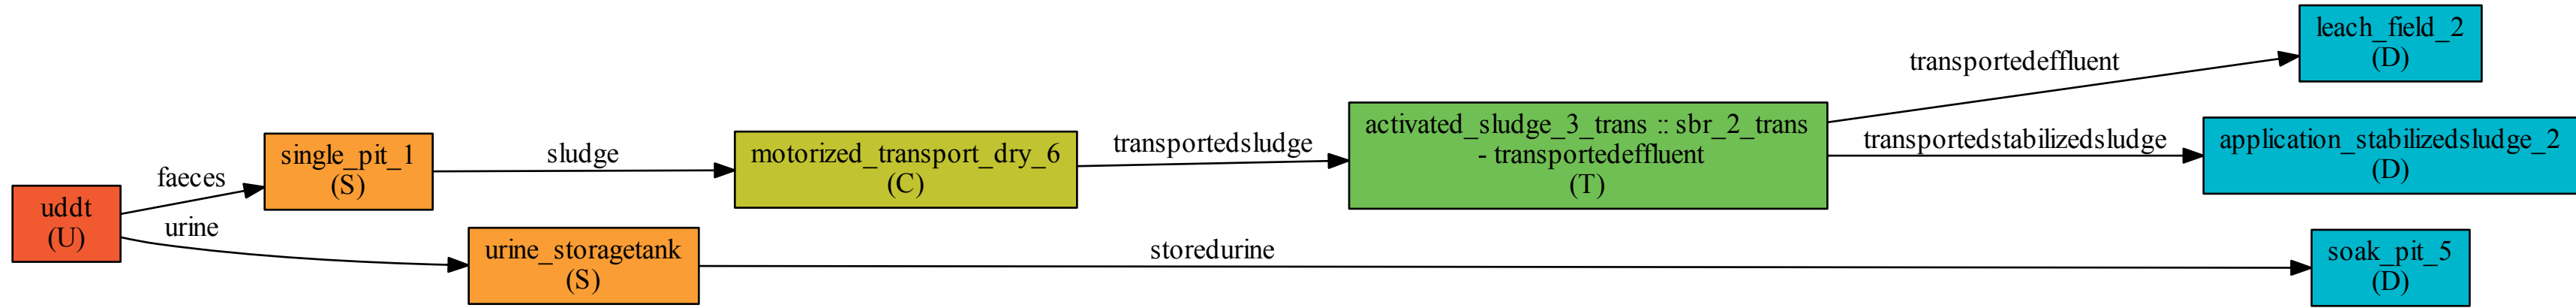 uddt
(U)
faeces
urine
single_pit_1
(S)
urine_storagetank
(S)
sludge
storedurine
motorized_transport_dry_6
(C)
transportedsludge
activated_sludge_3_trans :: sbr_2_trans
- transportedeffluent
(T)
transportedeffluent
transportedstabilizedsludge
leach_field_2
(D)
application_stabilizedsludge_2
(D)
soak_pit_5
(D)